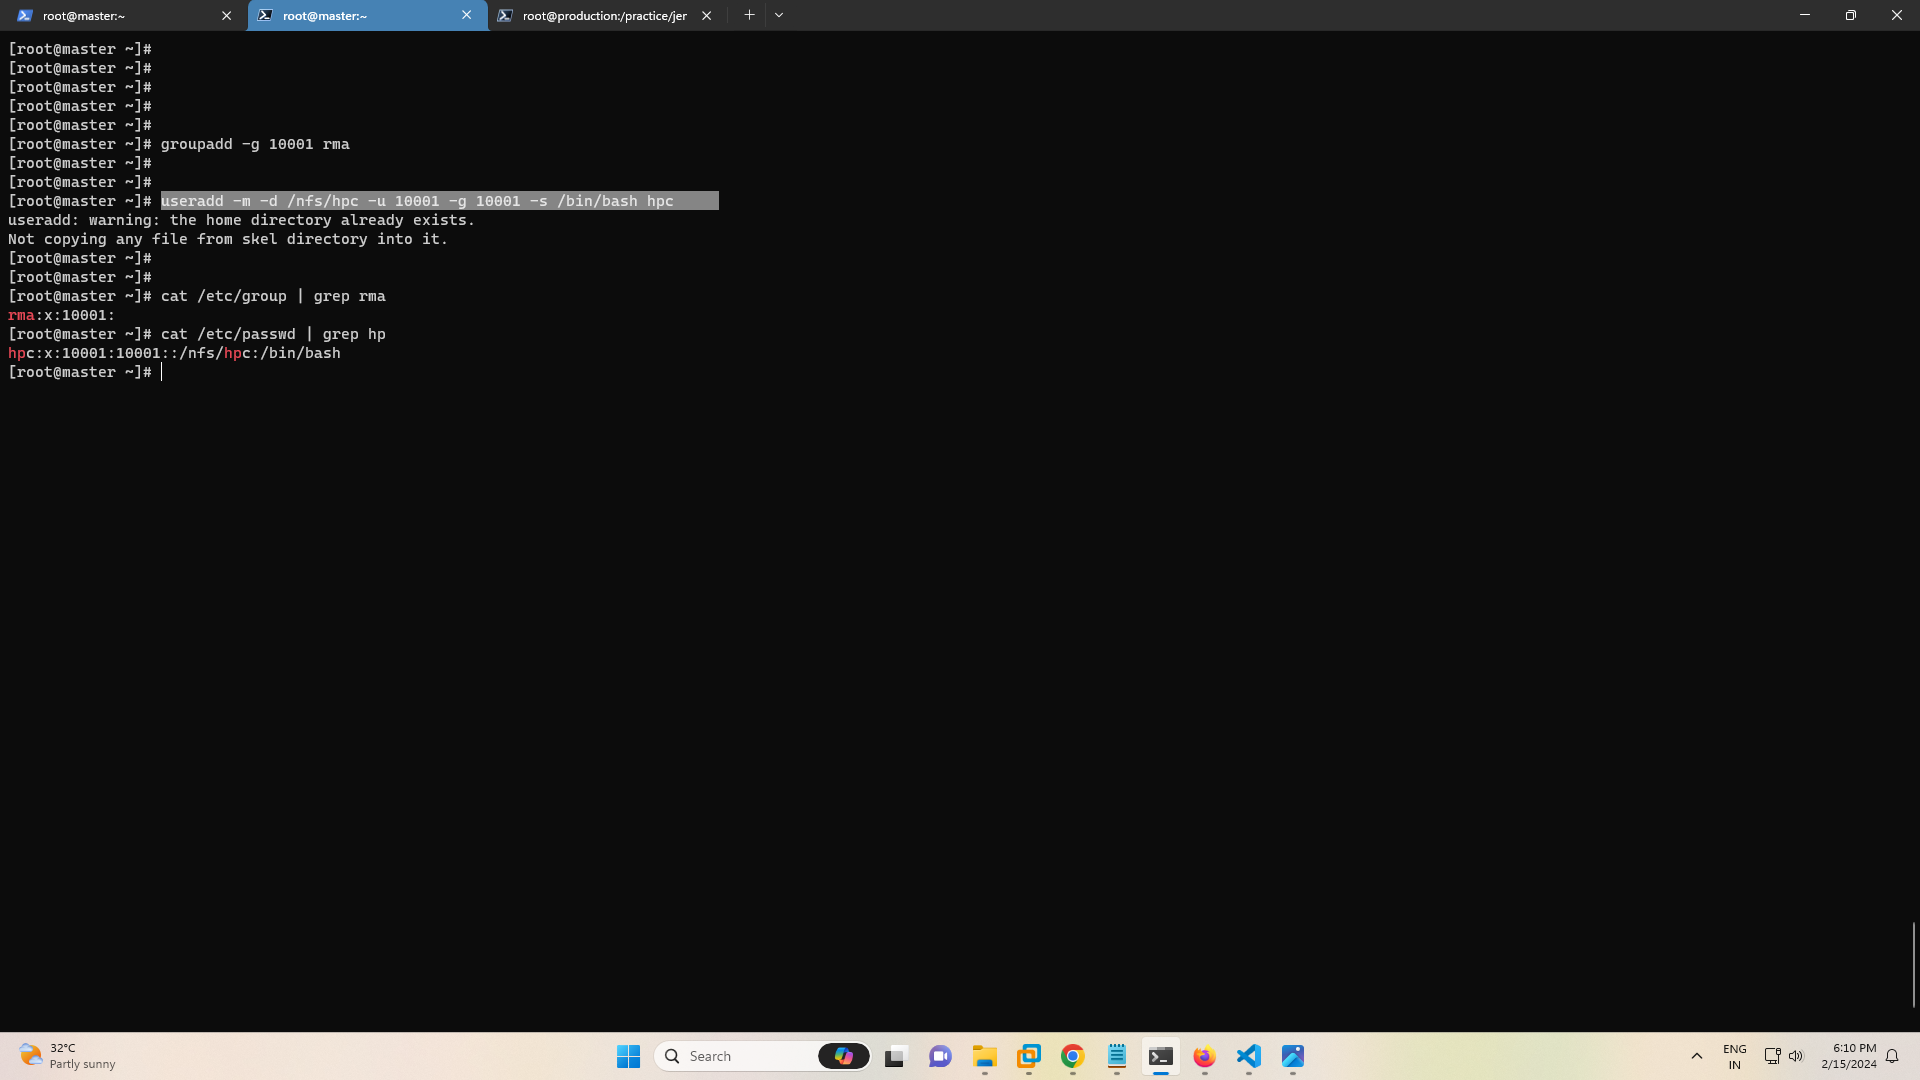 root@master:~
root@master:~
root@production:/practice/jer
[root@master ~]#
[root@master ~]#
[root@master ~]#
[root@master ~]#
[root@master ~]#
[root@master ~]# groupadd -g 10001 rma
[root@master ~]#
[root@master ~]#
[root@master ~]# useradd -m -d /nfs/hpc -u 10001 -g 10001 -s /bin/bash hpc
useradd: warning: the home directory already exists.
Not copying any file from skel directory into it.
[root@master ~]#
[root@master ~]#
[root@master ~]# cat /etc/group | grep rma
rma:x:10001:
[root@master ~]# cat /etc/passwd | grep hp
hpc:x:10001:10001::/nfs/hpc:/bin/bash
[root@master ~]#
32°C
Partly sunny
Search
ENG
IN
6:10 PM
2/15/2024